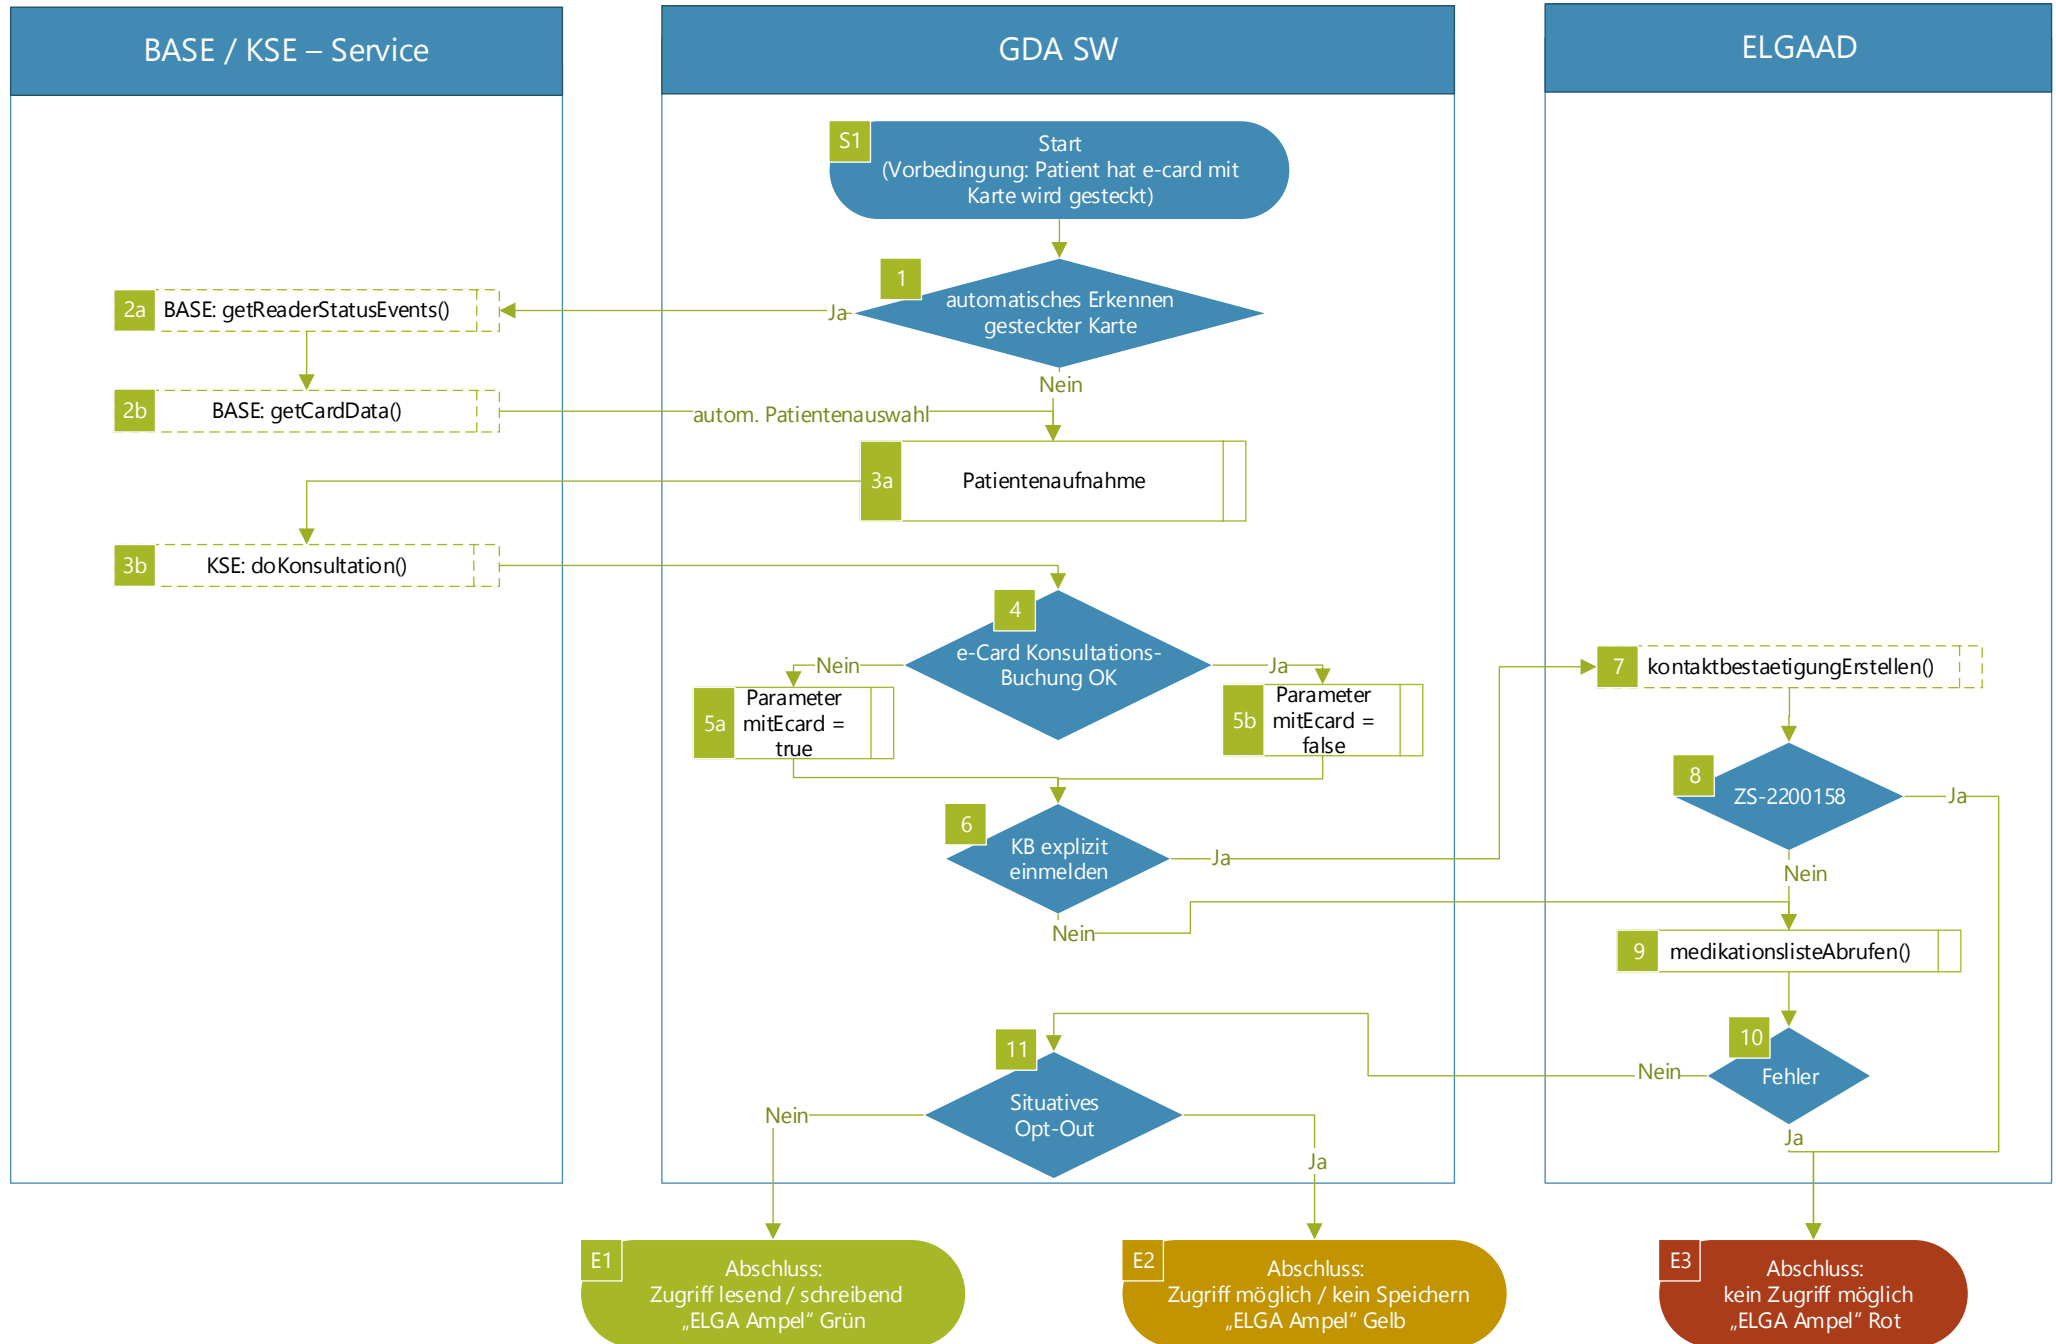 BASE / KSE – Service
GDA SW
ELGAAD
S1
Start
(Vorbedingung: Patient hat e-card mit
Karte wird gesteckt)
1
automatisches Erkennen
gesteckter Karte
Ja
Nein
2a
BASE: getReaderStatusEvents()
2b
BASE: getCardData()
autom. Patientenauswahl
3a
Patientenaufnahme
3b
KSE: doKonsultation()
4
e-Card Konsultations-
Buchung OK
Nein
Ja
5a
Parameter
mitEcard =
true
5b
Parameter
mitEcard =
false
6
KB explizit
einmelden
Ja
Nein
7
kontaktbestaetigungErstellen()
8
ZS-2200158
Ja
Nein
9
medikationslisteAbrufen()
10
Fehler
Nein
Ja
11
Situatives
Opt-Out
Nein
Ja
E1
Abschluss:
Zugriff lesend / schreibend
„ELGA Ampel“ Grün
E2
Abschluss:
Zugriff möglich / kein Speichern
„ELGA Ampel“ Gelb
E3
Abschluss:
kein Zugriff möglich
„ELGA Ampel“ Rot